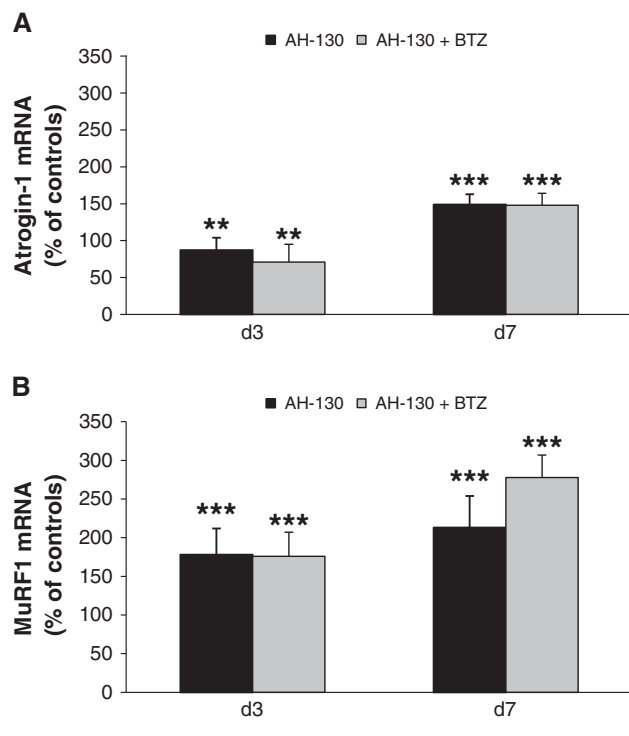 A
AH-130 AH-130 + BTZ
Atrogin-1 mRNA
(% of controls)
350
300
250
200
150
100
50
0
** ** *** ***
d3 d7
B
AH-130 AH-130 + BTZ
MuRF1 mRNA
(% of controls)
350
300
250
200
150
100
50
0
*** *** *** ***
d3 d7